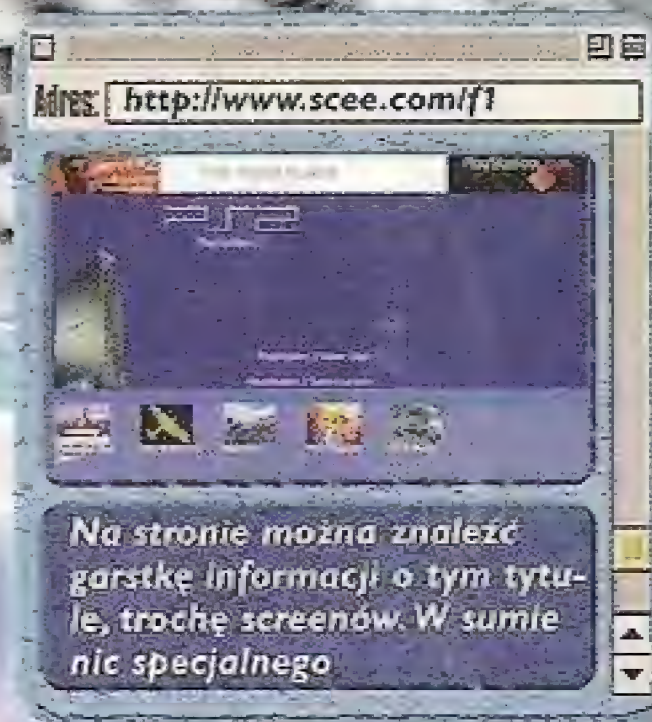 Adres: http://www.scee.com/f1
PS2
Na stronie można znaleźć
garstkę informacji o tym tytu-
le, trochę screenów. W sumie
nic specjalnego